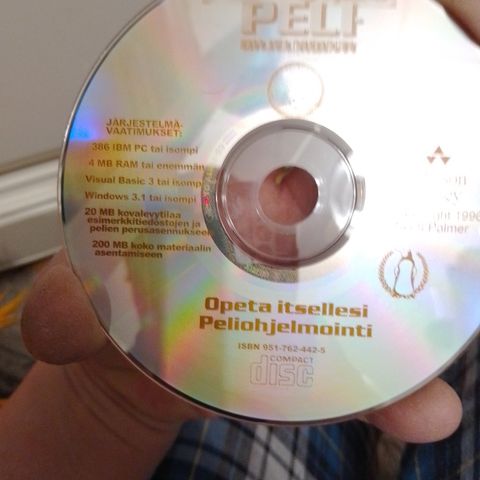 PELI
JÄRJESTELMÄ-
VAATIMUKSET:
386 IBM PC tai isompi
4 MB RAM tai enemmän
Visual Basic 3 tai isompi
Windows 3.1 tai isompi
20 MB kovalevytilaa
esimerkkitiedostojen ja
pelien perusasennukseen
200 MB koko materiaalin
asentamiseen
1996
Palmer
Opeta itsellesi
Peliohjelmointi
ISBN 951-762-442-5
COMPACT
disc